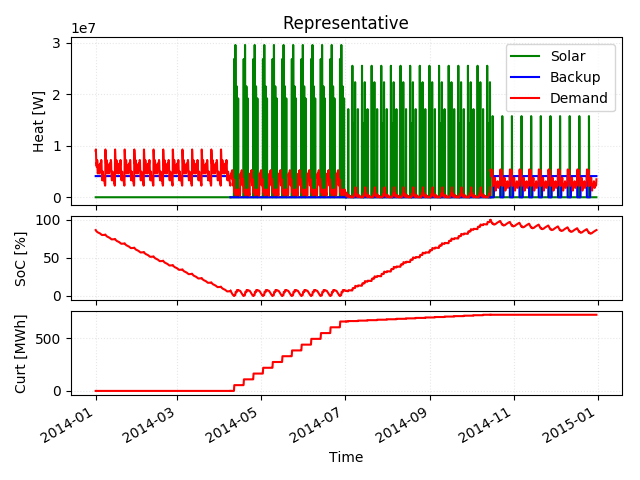 Representative
1e7
3
2
1
0
Heat [W]
Solar
Backup
Demand
100
50
0
SoC [%]
500
0
Curt [MWh]
2014-01
2014-03
2014-05
2014-07
2014-09
2014-11
2015-01
Time